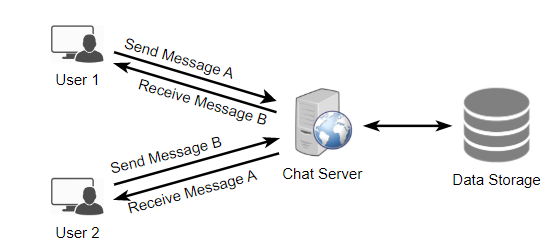 Send Message A
User 1
Receive Message B
Send Message B
Chat Server
Data Storage
Receive Message A
User 2